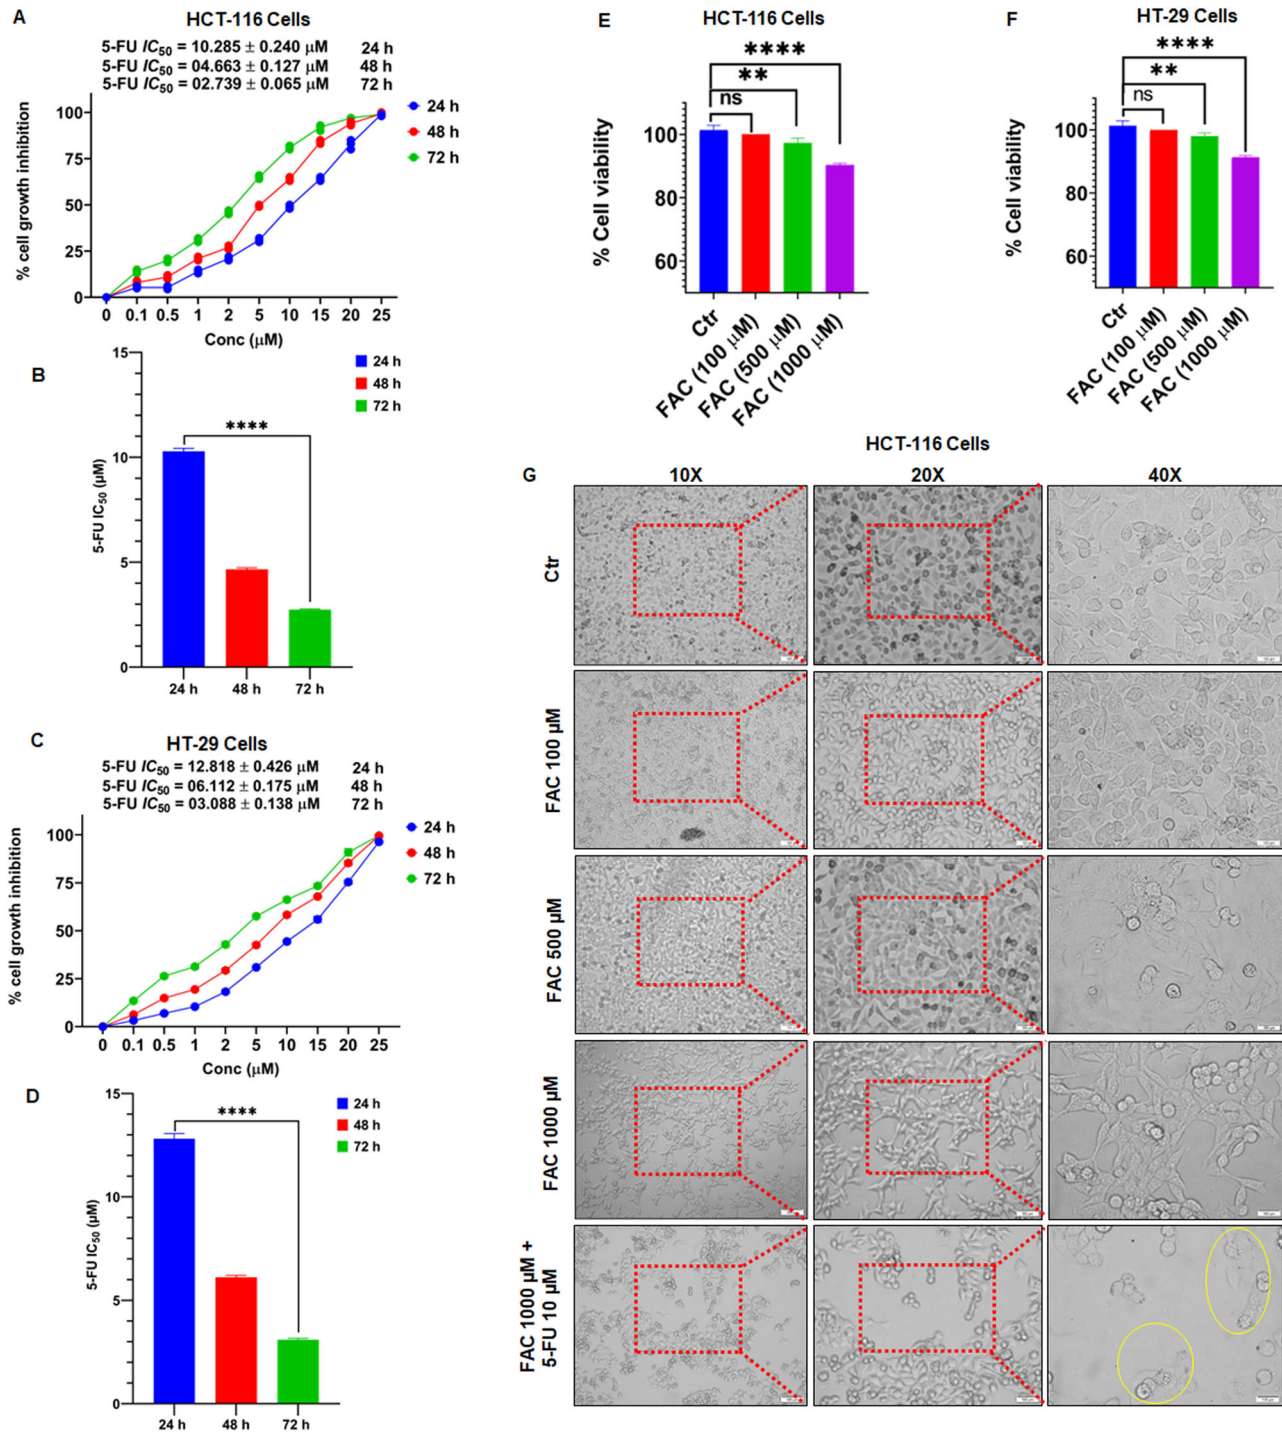 A
HCT-116 Cells
5-FU IC50 = 10.285 ± 0.240 µM 24 h
5-FU IC50 = 04.663 ± 0.127 µM 48 h
5-FU IC50 = 02.739 ± 0.065 µM 72 h
24 h
48 h
72 h
% cell growth inhibition
100
75
50
25
0
0 0.1 0.5 1 2 5 10 15 20 25
Conc (µM)
B
24 h
48 h
72 h
****
5-FU IC50 (µM)
15
10
5
0
24 h 48 h 72 h
C
HT-29 Cells
5-FU IC50 = 12.818 ± 0.426 µM 24 h
5-FU IC50 = 06.112 ± 0.175 µM 48 h
5-FU IC50 = 03.088 ± 0.138 µM 72 h
24 h
48 h
72 h
% cell growth inhibition
100
75
50
25
0
0 0.1 0.5 1 2 5 10 15 20 25
Conc (µM)
D
24 h
48 h
72 h
****
5-FU IC50 (µM)
15
10
5
0
24 h 48 h 72 h
E
HCT-116 Cells
****
**
ns
% Cell viability
100
80
60
Ctr
FAC (100 µM)
FAC (500 µM)
FAC (1000 µM)
F
HT-29 Cells
****
**
ns
% Cell viability
100
80
60
Ctr
FAC (100 µM)
FAC (500 µM)
FAC (1000 µM)
G
HCT-116 Cells
10X 20X 40X
Ctr
FAC 100 µM
FAC 500 µM
FAC 1000 µM
FAC 1000 µM +
5-FU 10 µM